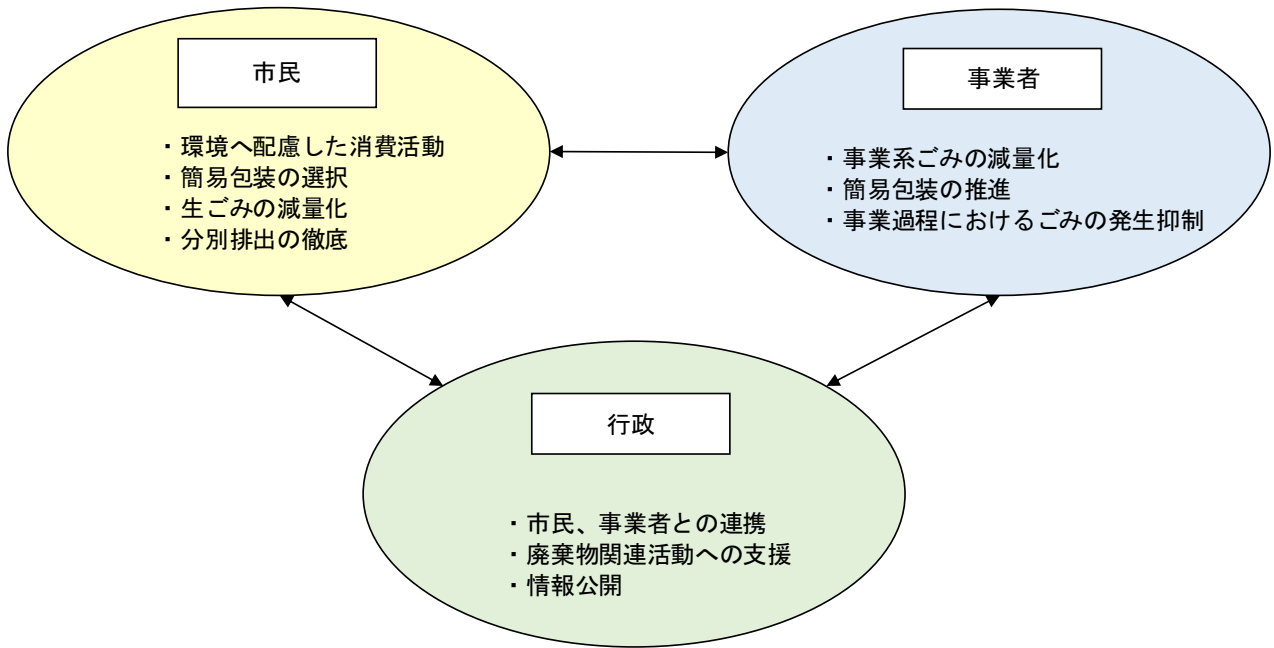 市民
・環境へ配慮した消費活動
・簡易包装の選択
・生ごみの減量化
・分別排出の徹底
事業者
・事業系ごみの減量化
・簡易包装の推進
・事業過程におけるごみの発生抑制
行政
・市民、事業者との連携
・廃棄物関連活動への支援
・情報公開